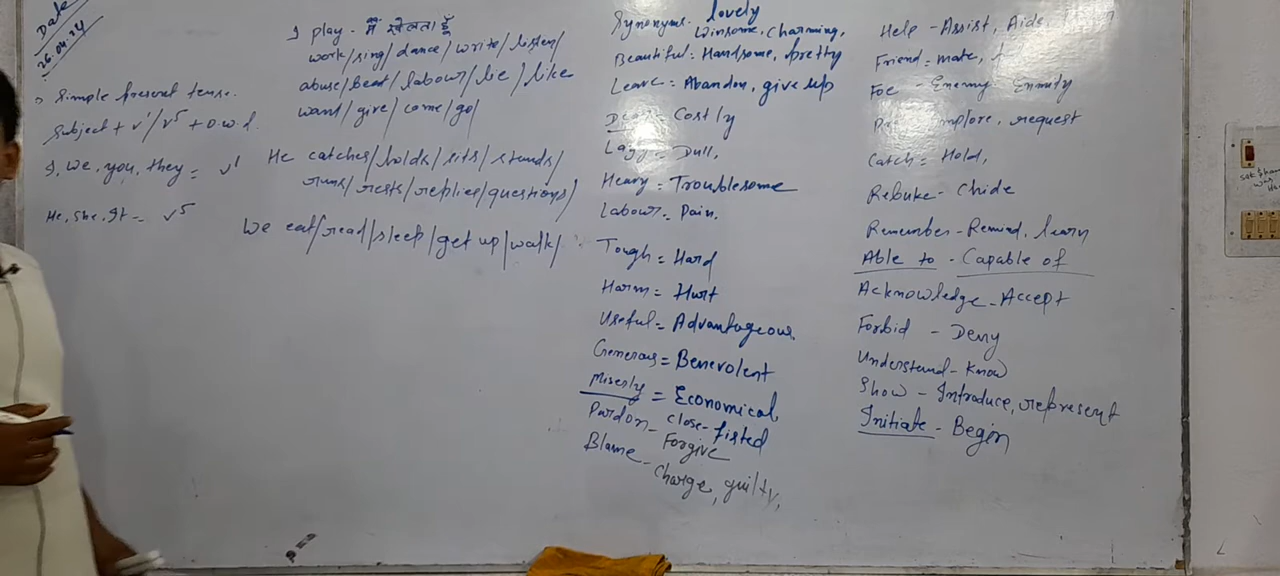 Date
26.04.24
Simple present tense.
Subject + v¹/v⁵ + o.w.d.
I, we, you, they = v¹
He, she, It - v⁵
I play - मैं खेलता हूँ
work/sing/dance/write/listen/
abuse/beat/labour/lie/like
want/give/come/go/
He catches/holds/sits/stands/
runs/rests/replies/questions/
We eat/read/sleep/get up/walk/
Synonyms. lovely
winsome, charming,
Beautiful: Handsome, pretty
Leave: Abandon, give up
= Costly
Lazy = Dull,
Heavy = Troublesome
Labour = Pain.
Tough = Hard
Harm = Hurt
Useful = Advantageous
Generous = Benevolent
Miserly = Economical,
close-fisted
Pardon - Forgive
Blame - charge, guilty,
Help - Assist, Aide
Friend = mate,
Foe - Enemy Enmity
request
Catch = Hold,
Rebuke - Chide
Remember - Remind, learn
Able to - Capable of
Acknowledge - Accept
Forbid - Deny
Understand - Know
Show - Introduce, represent
Initiate - Begin